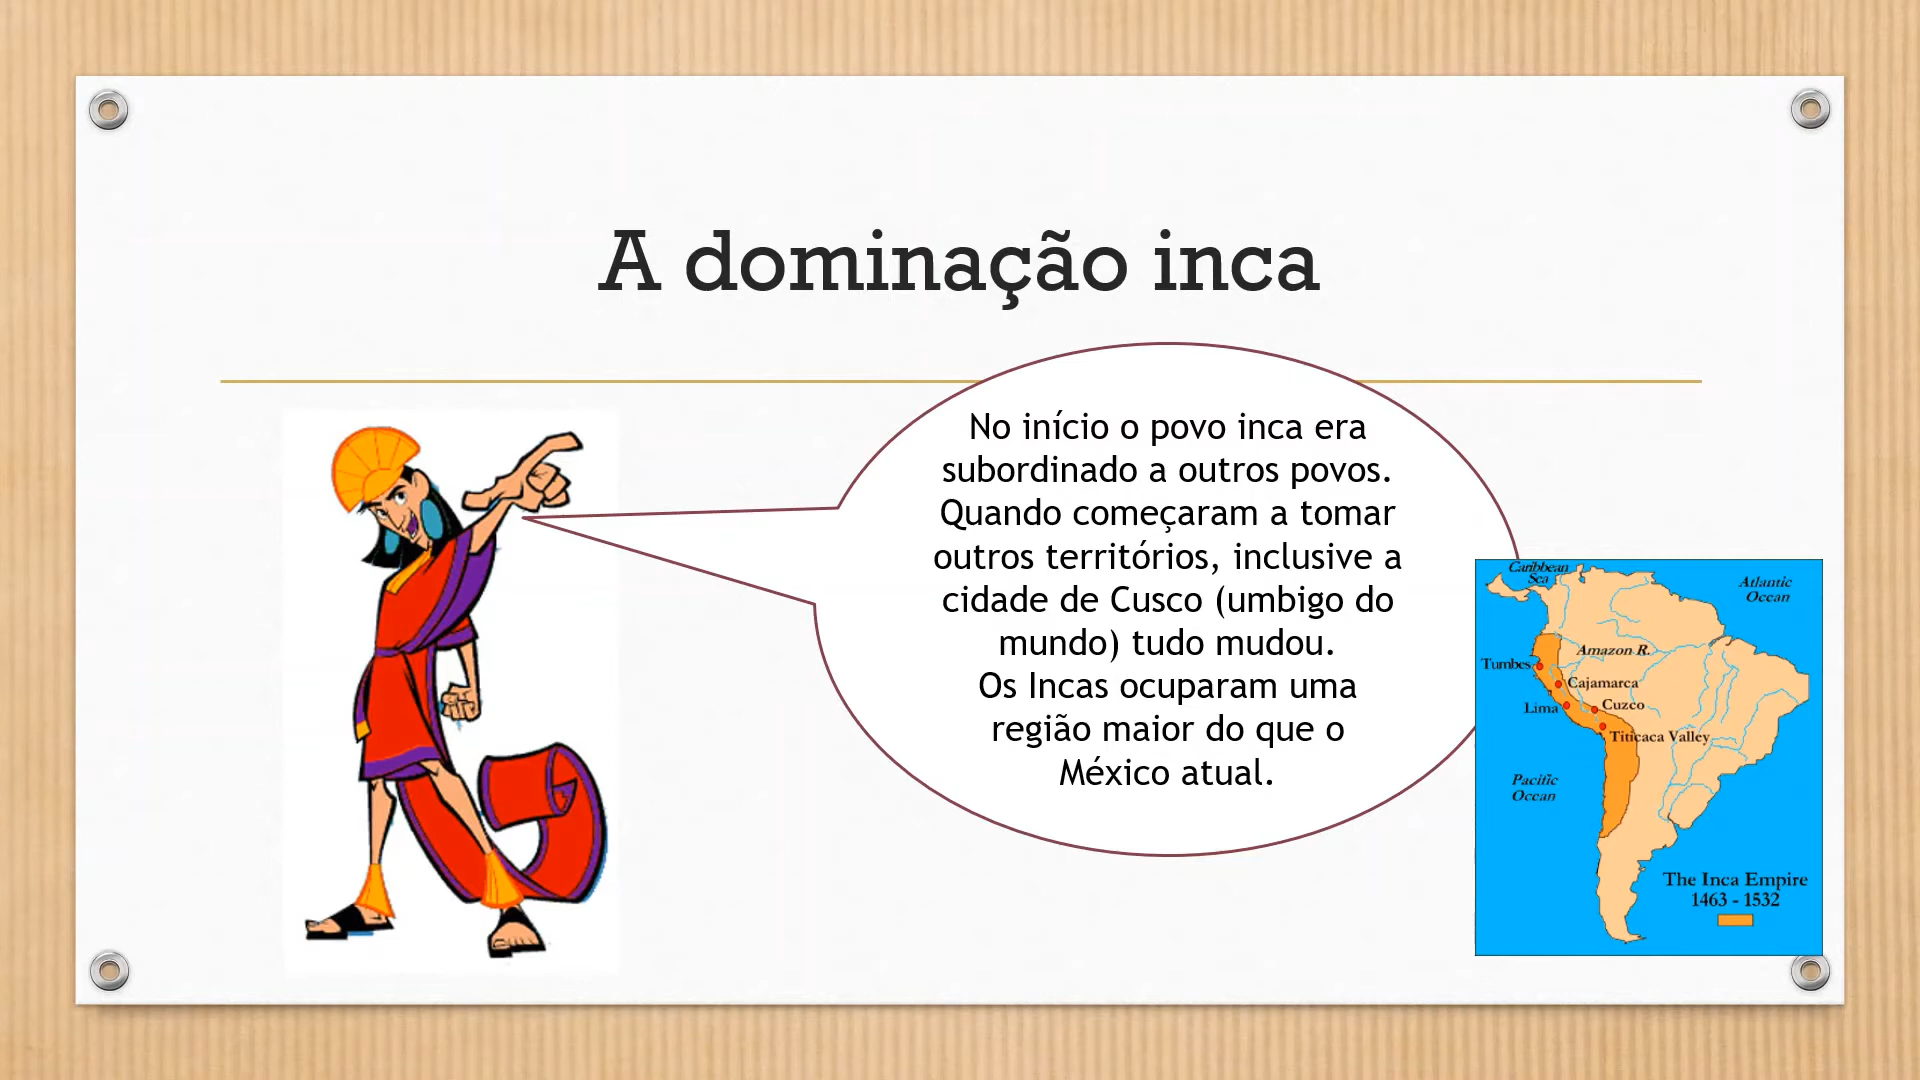 A dominação inca
No início o povo inca era
subordinado a outros povos.
Quando começaram a tomar
outros territórios, inclusive a
cidade de Cusco (umbigo do
mundo) tudo mudou.
Os Incas ocuparam uma
região maior do que o
México atual.
Caribbean
Sea
Atlantic
Ocean
Amazon R.
Tumbes
Cajamarca
Lima
Cuzco
Titicaca Valley
Pacific
Ocean
The Inca Empire
1463 - 1532